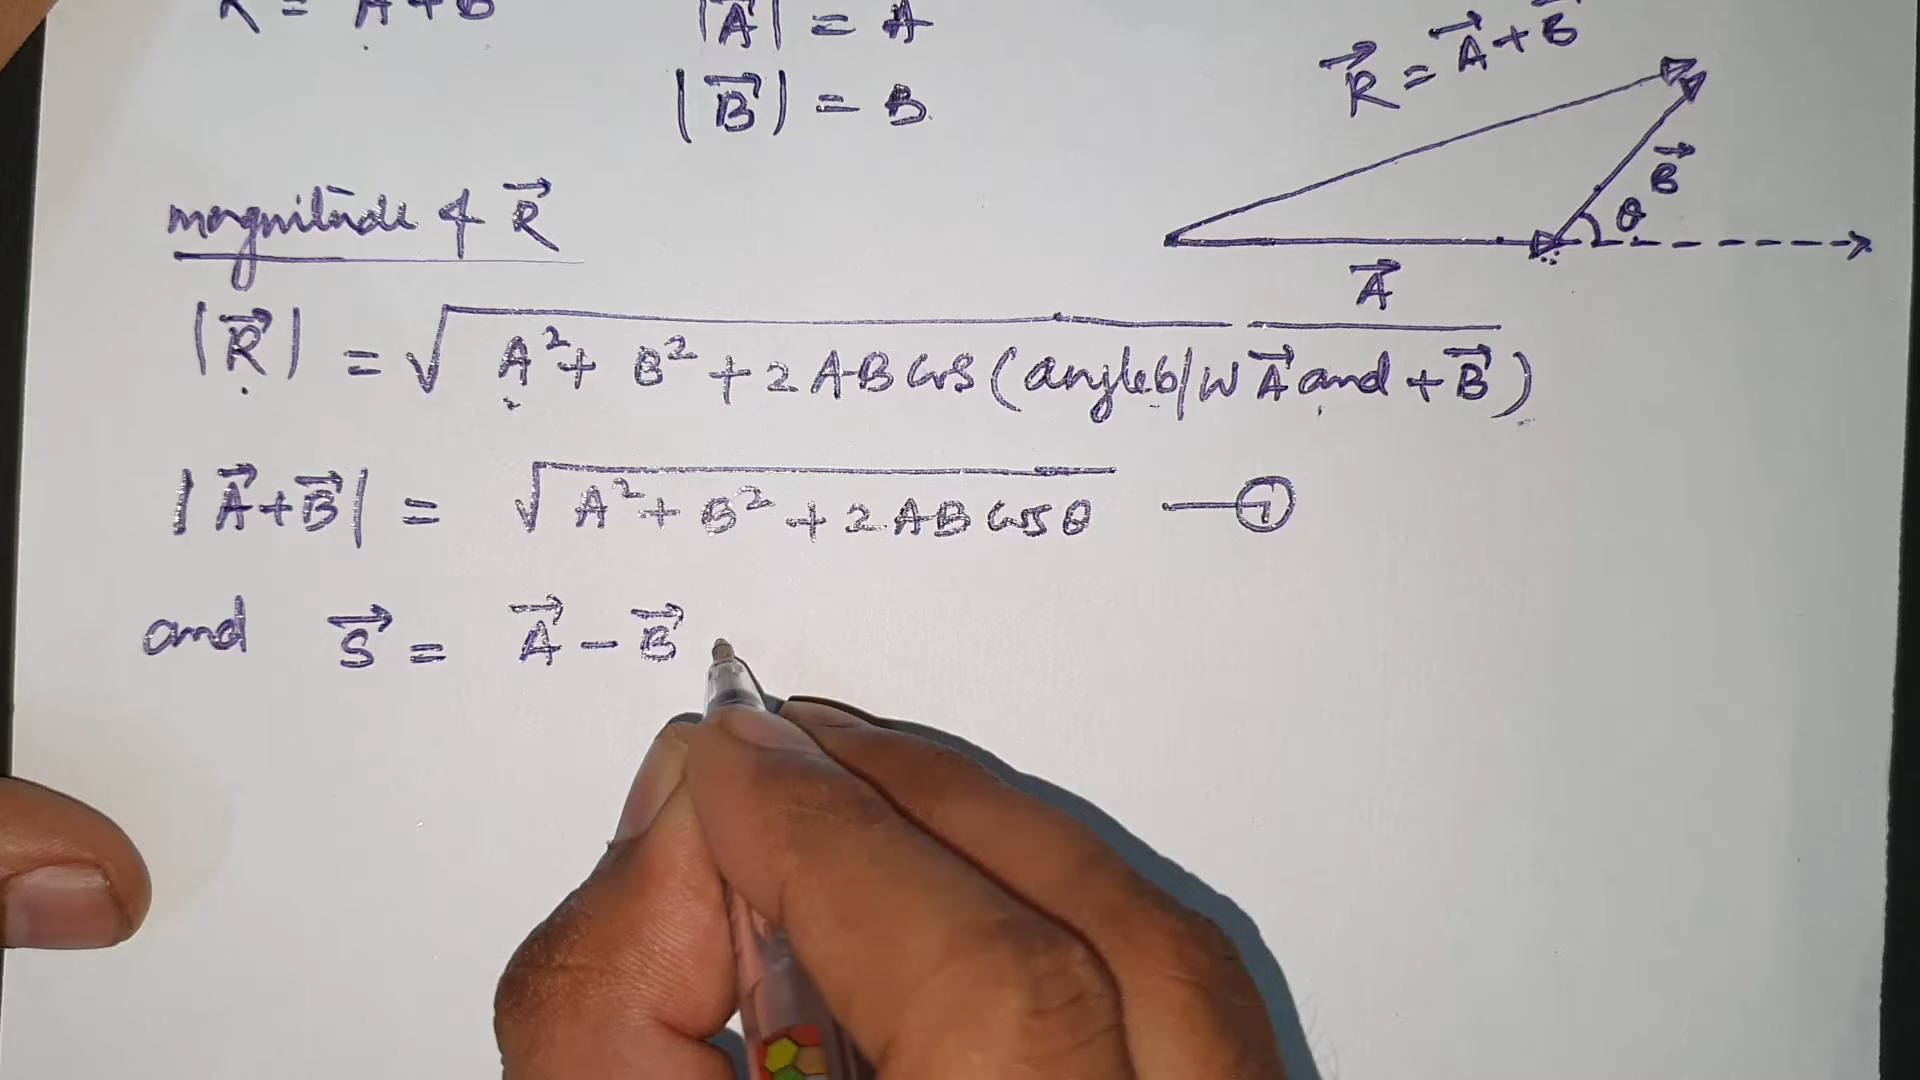 R = A + B
|A⃗| = A
|B⃗| = B
R⃗ = A⃗ + B⃗
B⃗
θ
A⃗
magnitude of R⃗
|R⃗| = √(A² + B² + 2AB cos (angle b/w A⃗ and + B⃗))
|A⃗ + B⃗| = √(A² + B² + 2AB cos θ) — ①
and S⃗ = A⃗ - B⃗